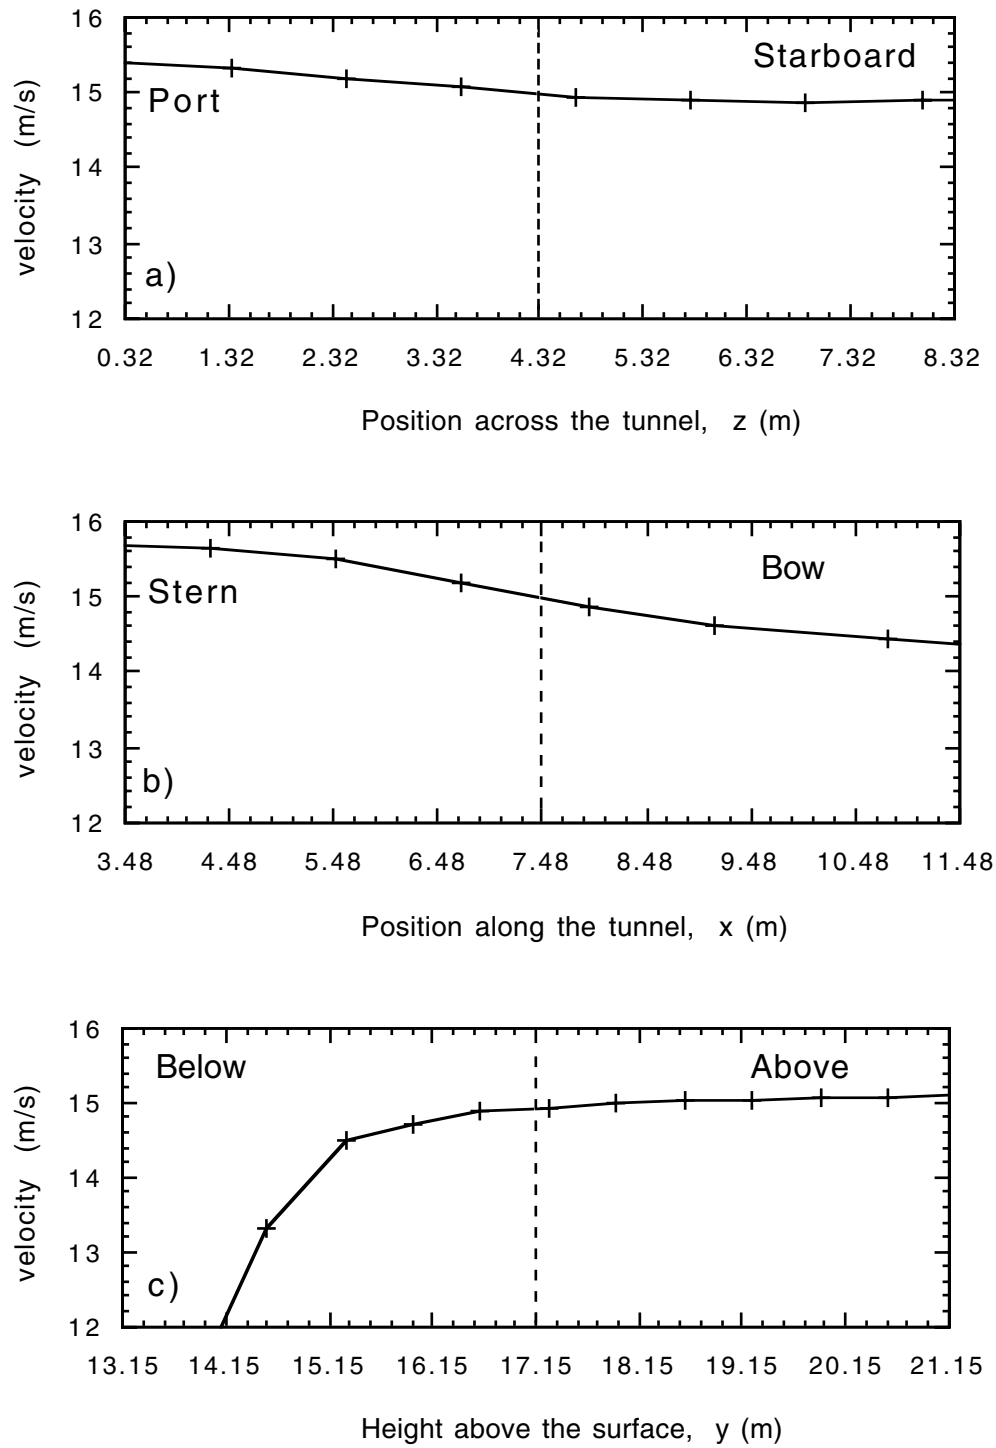 16
Starboard
15
Port
velocity (m/s)
14
13
a)
12
0.32 1.32 2.32 3.32 4.32 5.32 6.32 7.32 8.32
Position across the tunnel, z (m)
16
Bow
15
Stern
velocity (m/s)
14
13
b)
12
3.48 4.48 5.48 6.48 7.48 8.48 9.48 10.48 11.48
Position along the tunnel, x (m)
16
Below Above
15
velocity (m/s)
14
13
c)
12
13.15 14.15 15.15 16.15 17.15 18.15 19.15 20.15 21.15
Height above the surface, y (m)